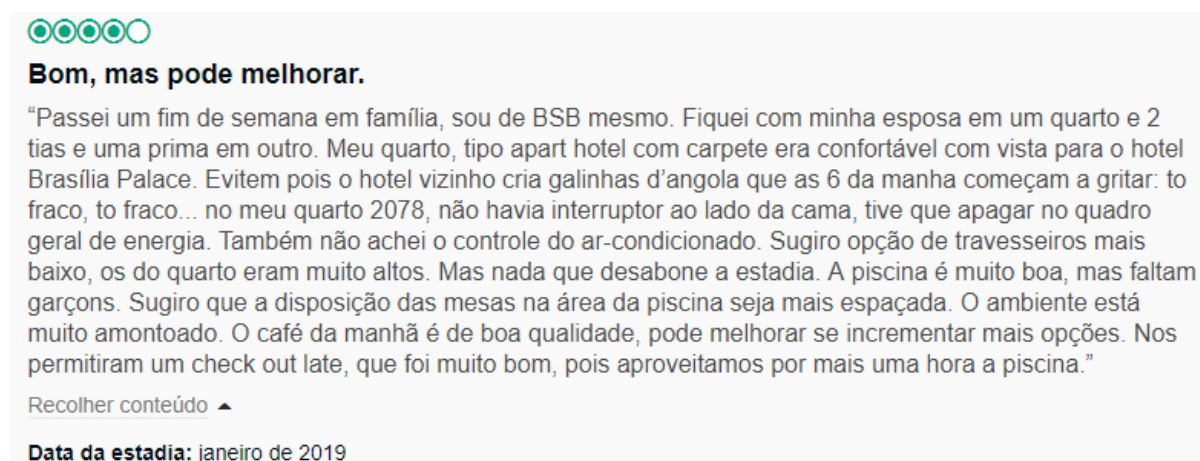 Bom, mas pode melhorar.
“Passei um fim de semana em família, sou de BSB mesmo. Fiquei com minha esposa em um quarto e 2
tias e uma prima em outro. Meu quarto, tipo apart hotel com carpete era confortável com vista para o hotel
Brasília Palace. Evitem pois o hotel vizinho cria galinhas d’angola que as 6 da manha começam a gritar: to
fraco, to fraco... no meu quarto 2078, não havia interruptor ao lado da cama, tive que apagar no quadro
geral de energia. Também não achei o controle do ar-condicionado. Sugiro opção de travesseiros mais
baixo, os do quarto eram muito altos. Mas nada que desabone a estadia. A piscina é muito boa, mas faltam
garçons. Sugiro que a disposição das mesas na área da piscina seja mais espaçada. O ambiente está
muito amontoado. O café da manhã é de boa qualidade, pode melhorar se incrementar mais opções. Nos
permitiram um check out late, que foi muito bom, pois aproveitamos por mais uma hora a piscina.”
Recolher conteúdo
Data da estadia: janeiro de 2019